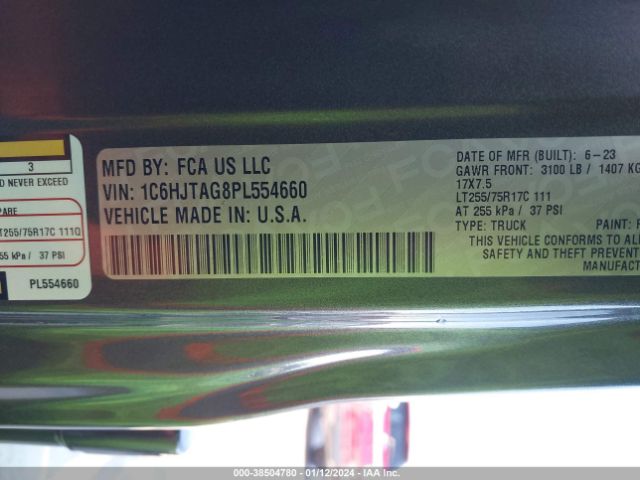 3
D NEVER EXCEED
PARE
T255/75R17C 111Q
55 kPa / 37 PSI
PL554660
MFD BY: FCA US LLC
VIN: 1C6HJTAG8PL554660
VEHICLE MADE IN: U.S.A.
DATE OF MFR (BUILT): 6-23
GAWR FRONT: 3100 LB / 1407 KG
17X7.5
LT255/75R17C 111
AT 255 kPa / 37 PSI
TYPE: TRUCK PAINT: P
THIS VEHICLE CONFORMS TO ALL
SAFETY AND THEFT PREVENT
MANUFACT
000-38504780 - 01/12/2024 - IAA Inc.